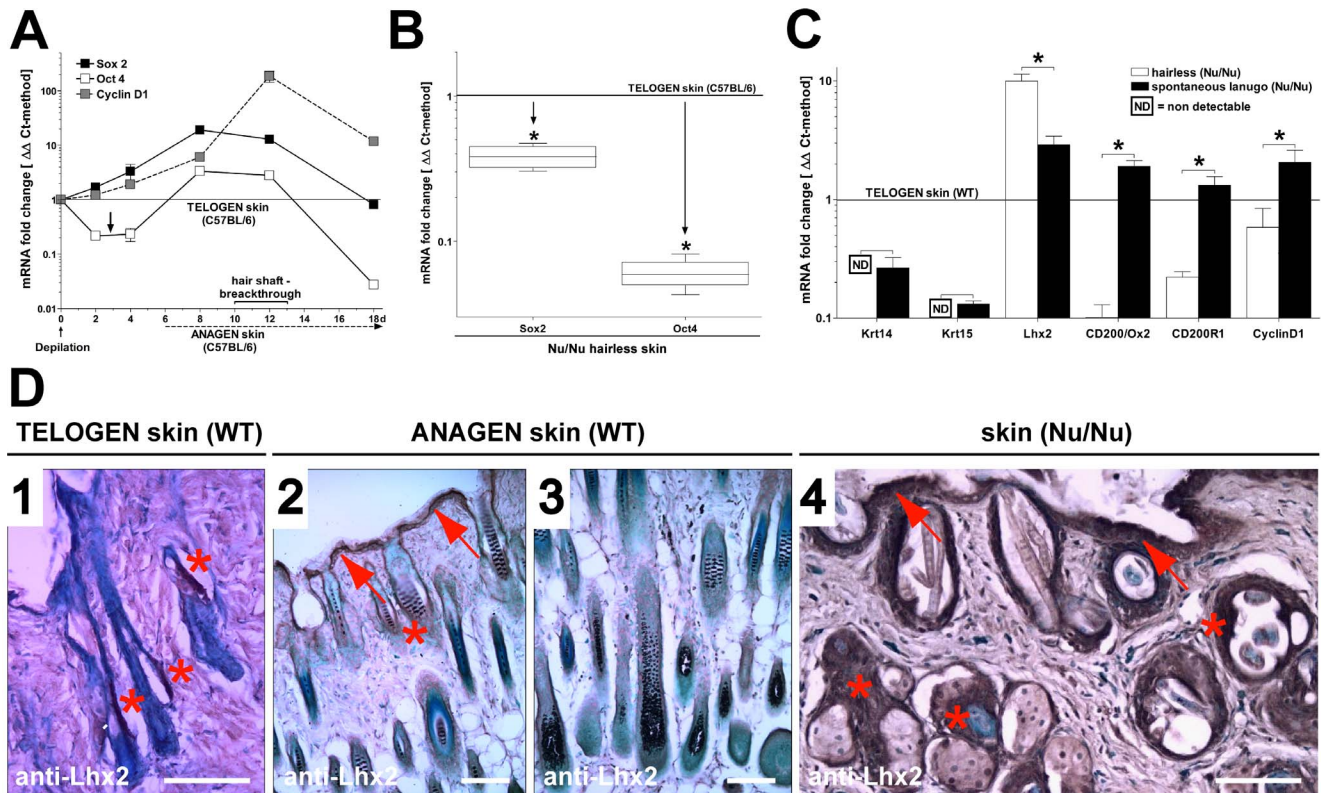 A
mRNA fold change [ ΔΔ Ct-method]
Sox 2
Oct 4
Cyclin D1
100
10
1
0.1
0.01
TELOGEN skin
(C57BL/6)
hair shaft -
breackthrough
0 2 4 6 8 10 12 14 16 18d
Depilation
ANAGEN skin
(C57BL/6)
B
mRNA fold change [ ΔΔ Ct-method]
1
0.1
TELOGEN skin (C57BL/6)
*
*
Sox2 Oct4
Nu/Nu hairless skin
C
mRNA fold change [ ΔΔ Ct-method]
10
1
0.1
hairless (Nu/Nu)
spontaneous lanugo (Nu/Nu)
ND = non detectable
TELOGEN skin (WT)
* * * *
ND
ND
Krt14 Krt15 Lhx2 CD200/Ox2 CD200R1 CyclinD1
D
TELOGEN skin (WT) ANAGEN skin (WT) skin (Nu/Nu)
1
* * *
anti-Lhx2
2
*
anti-Lhx2
3
anti-Lhx2
4
* * *
anti-Lhx2